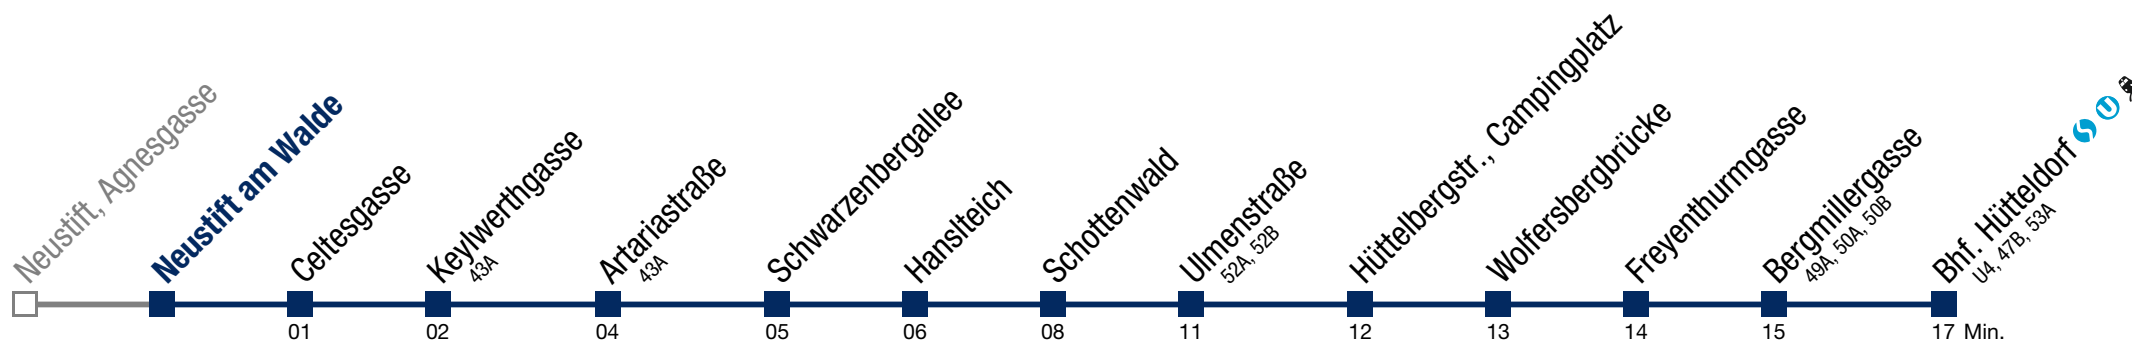 Neustift, Agnesgasse
Neustift am Walde
Celtesgasse
Keylwerthgasse
43A
Artariastraße
43A
Schwarzenbergallee
Hanslteich
Schottenwald
Ulmenstraße
52A, 52B
Hüttelbergstr., Campingplatz
Wolfersbergbrücke
Freyenthurmgasse
Bergmillergasse
49A, 50A, 50B
Bhf. Hütteldorf
U4, 47B, 53A
01 02 04 05 06 08 11 12 13 14 15 17 Min.